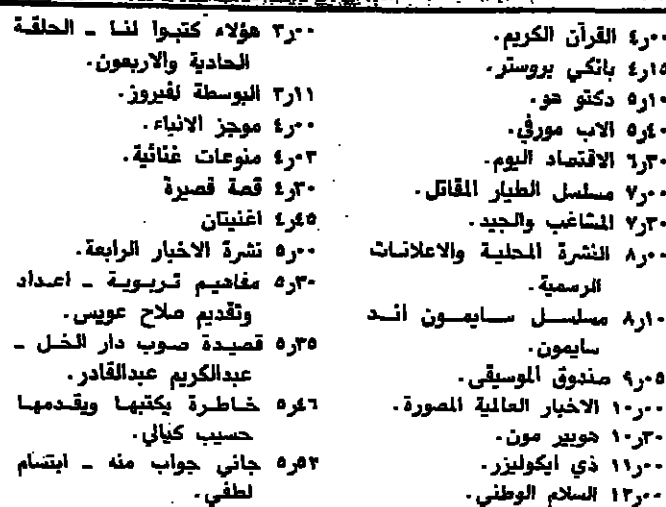 ٤٫٠٠ القرآن الكريم.
٤٫١٥ بانكي بروستر.
٥٫١٠ دكتو هو.
٥٫٤٠ الاب مورفي.
٦٫٣٠ الاقتصاد اليوم.
٧٫٠٠ مسلسل الطيار المقاتل.
٧٫٣٠ المشاغب والجيد.
٨٫٠٠ النشرة المحلية والاعلانات
الرسمية.
٨٫١٠ مسلسل سايمون اند
سايمون.
٩٫٠٥ صندوق الموسيقى.
١٠٫٠٠ الاخبار العالمية المصورة.
١٠٫٣٠ هويير مون.
١١٫٠٠ ذي ايكوليزر.
١٢٫٠٠ السلام الوطني.
٣٫٠٠ هؤلاء كتبوا لنا ـ الحلقة
الحادية والاربعون.
٣٫١١ البوسطة لفيروز.
٤٫٠٠ موجز الانباء.
٤٫٠٣ منوعات غنائية.
٤٫٣٠ قصة قصيرة
٤٫٤٥ اغنيتان
٥٫٠٠ نشرة الاخبار الرابعة.
٥٫٣٠ مفاهيم تربوية ـ اعداد
وتقديم صلاح عويس.
٥٫٣٥ قصيدة صوب دار الخل ـ
عبدالكريم عبدالقادر.
٥٫٤٦ خاطرة يكتبها ويقدمها
حسيب كيالي.
٥٫٥٢ جاني جواب منه ـ ابتسام
لطفي.